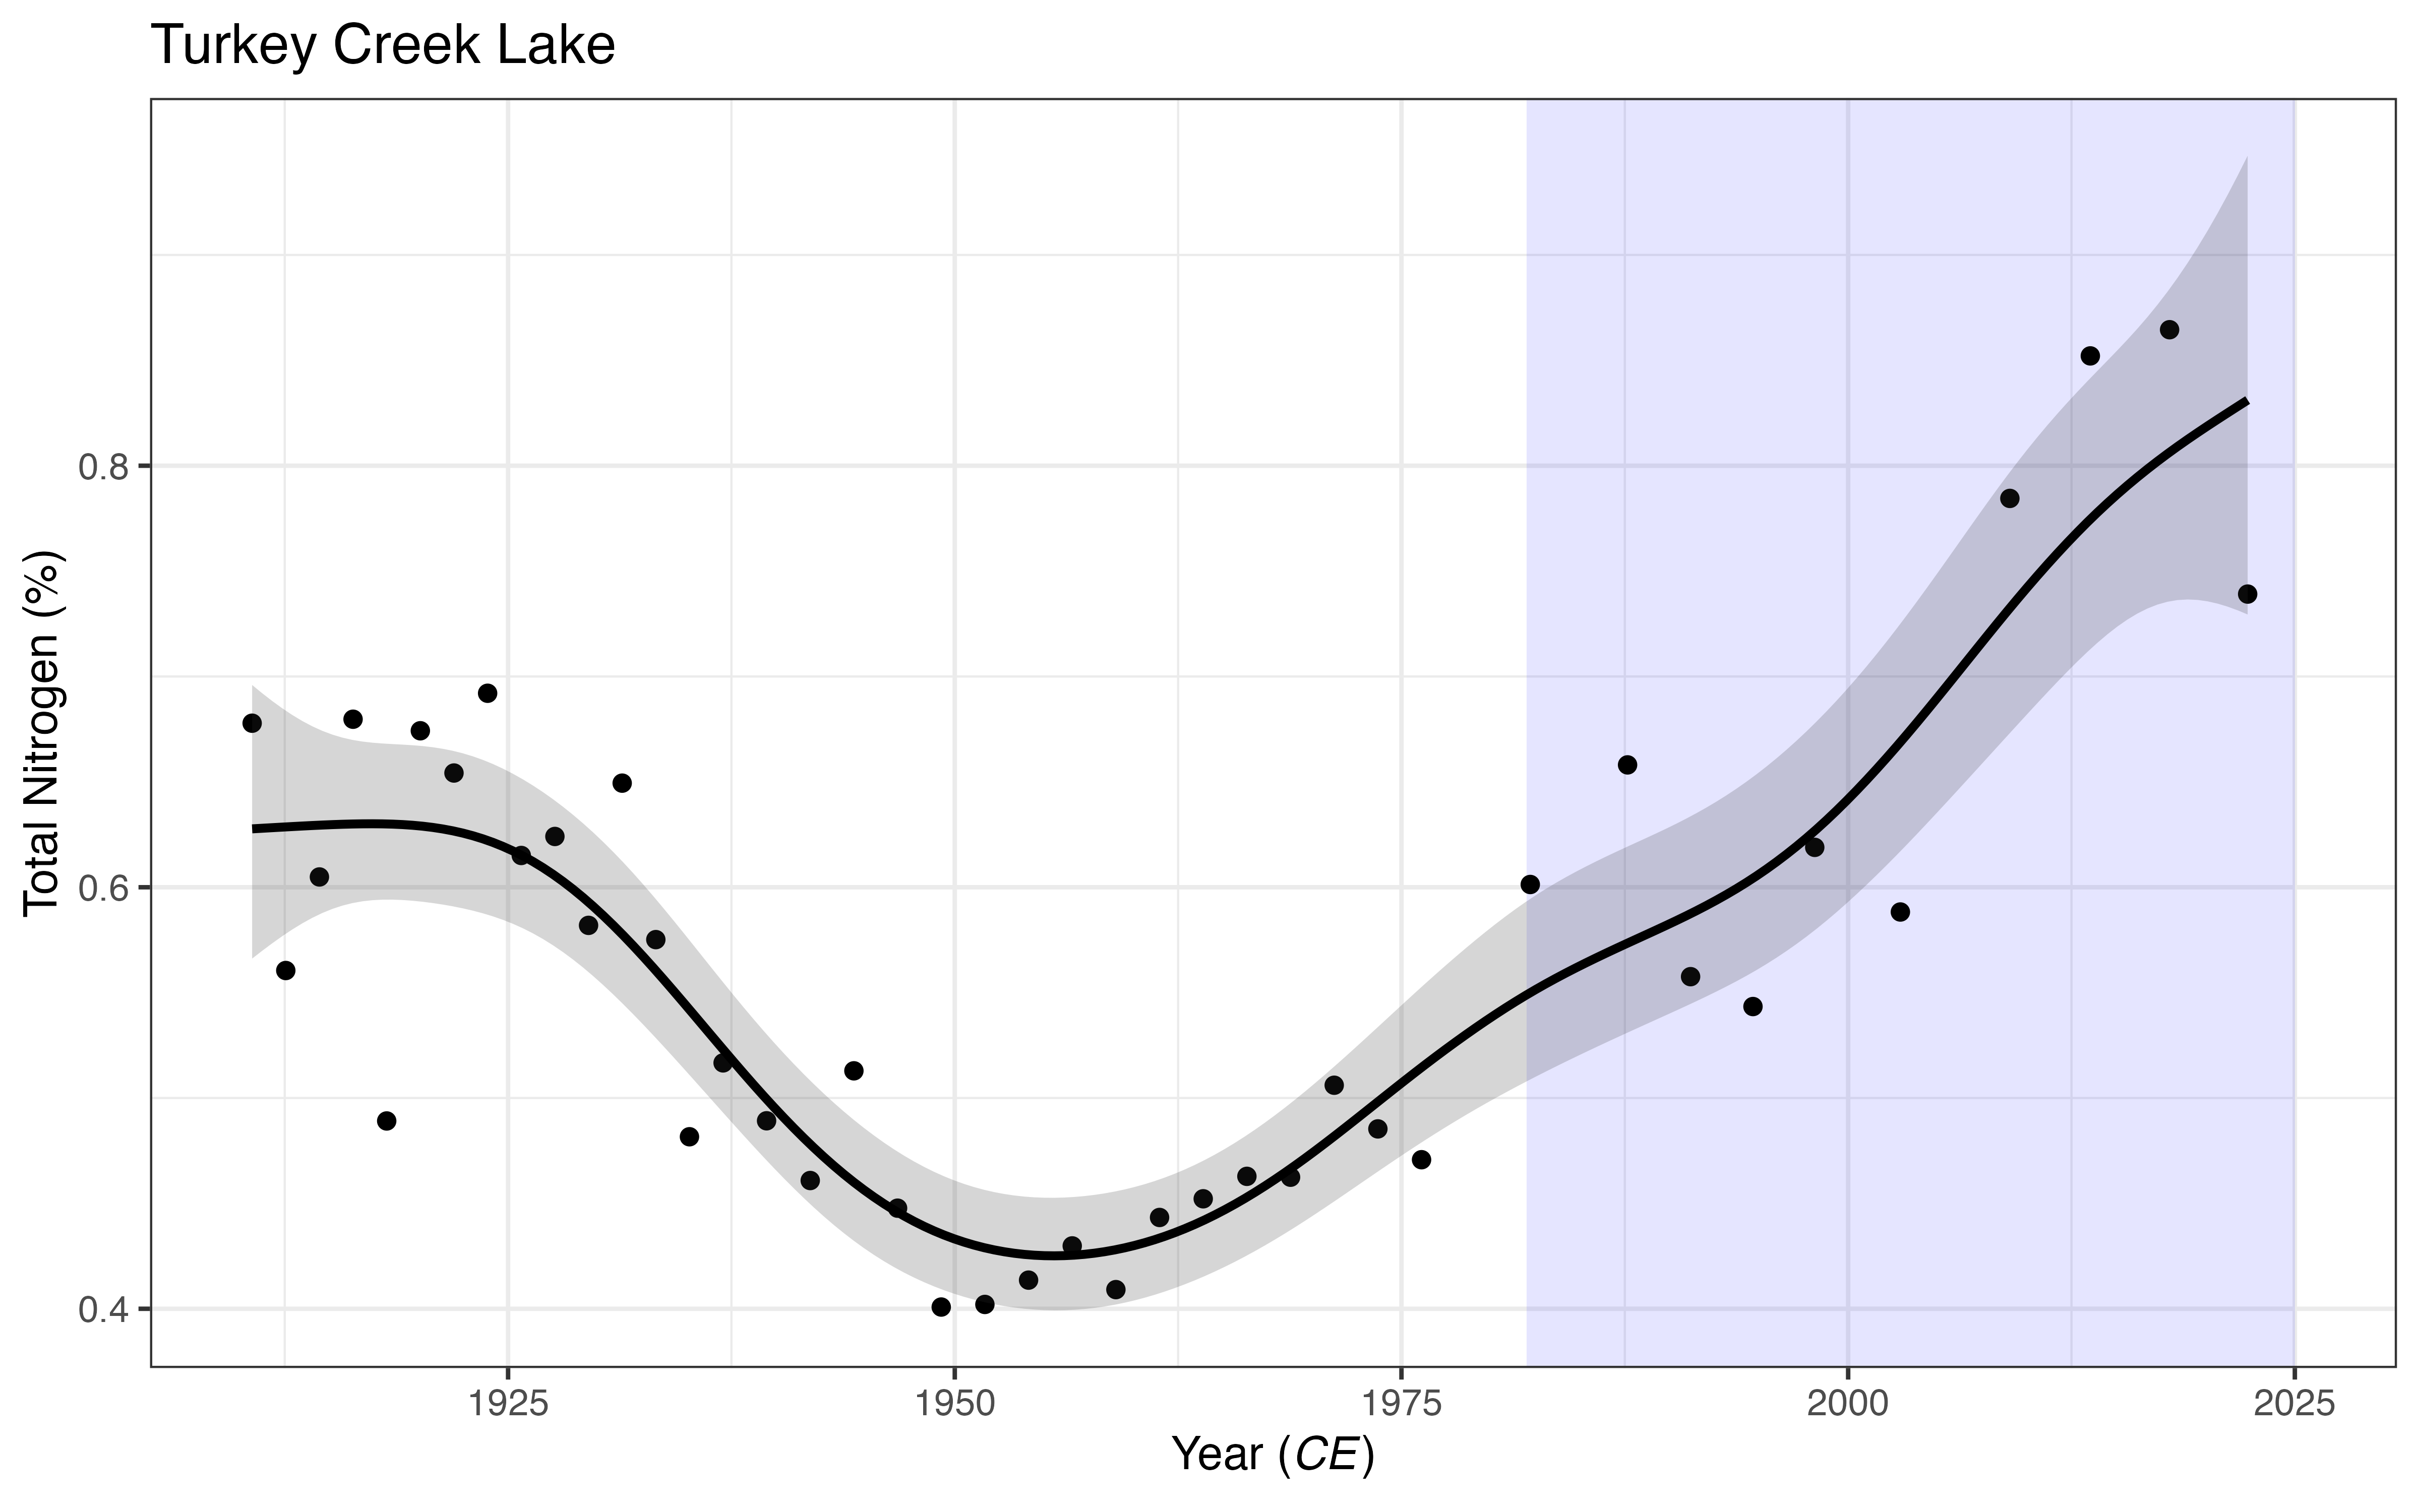 Turkey Creek Lake
Total Nitrogen (%)
0.8
0.6
0.4
1925 1950 1975 2000 2025
Year (CE)